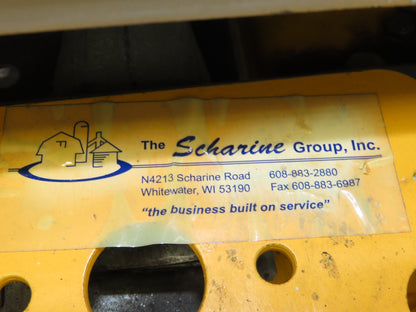 The Scharine Group, Inc.
N4213 Scharine Road 608-883-2880
Whitewater, WI 53190 Fax 608-883-6987
"the business built on service"